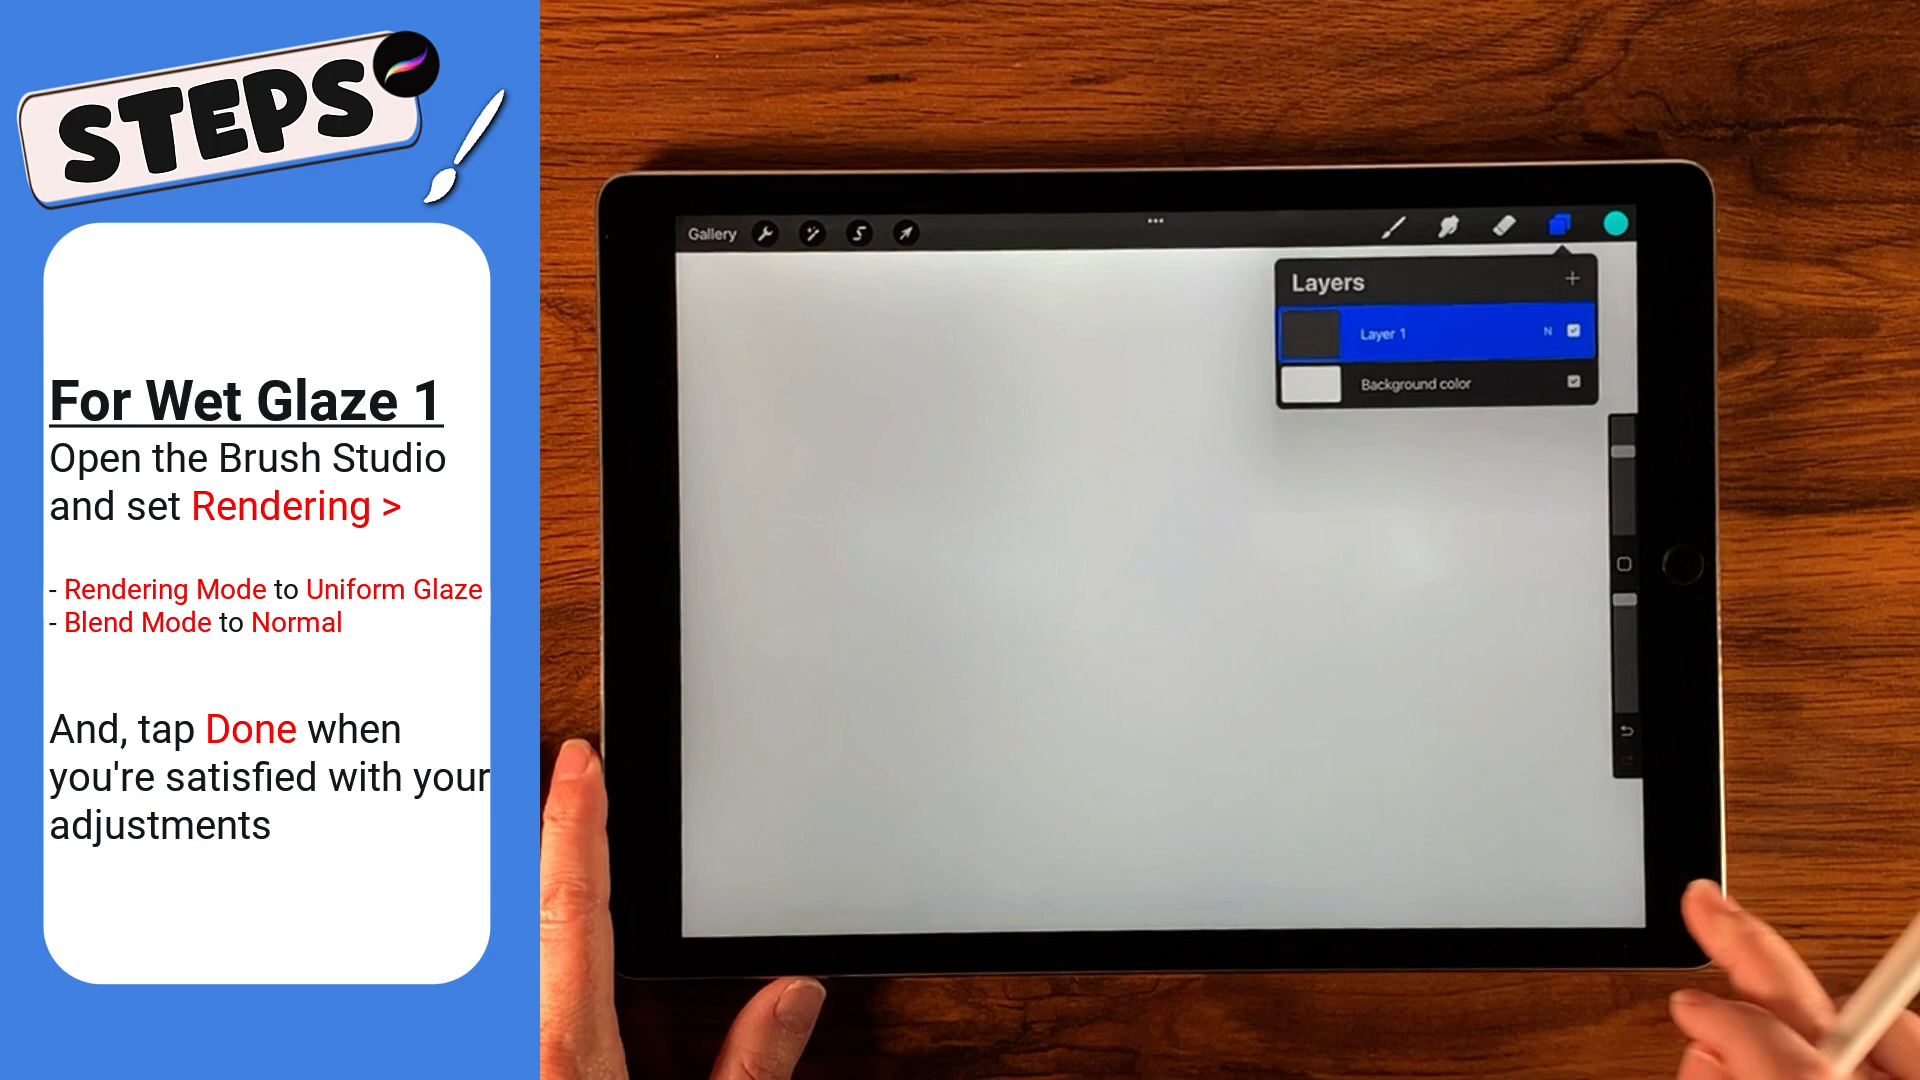 STEPS
For Wet Glaze 1
Open the Brush Studio
and set Rendering >
- Rendering Mode to Uniform Glaze
- Blend Mode to Normal
And, tap Done when
you're satisfied with your
adjustments
Gallery
Layers
Layer 1 N
Background color